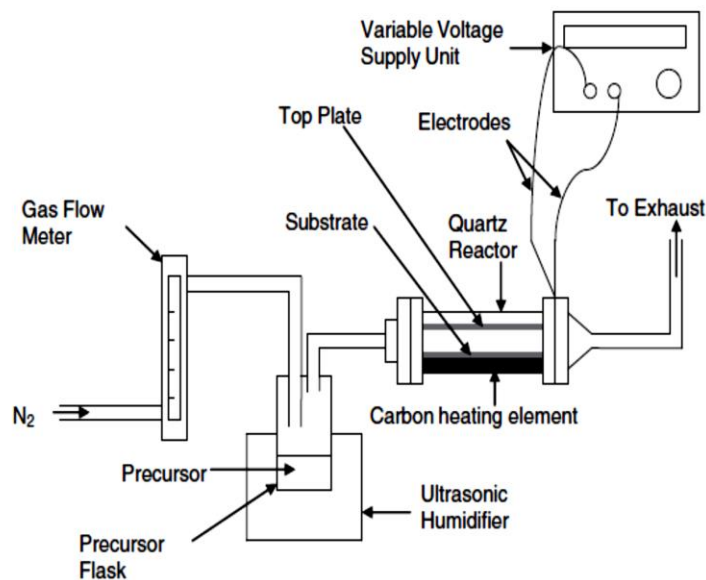 Variable Voltage
Supply Unit
Top Plate
Electrodes
Gas Flow
Meter
Substrate
Quartz
Reactor
To Exhaust
N₂
Carbon heating element
Precursor
Ultrasonic
Humidifier
Precursor
Flask